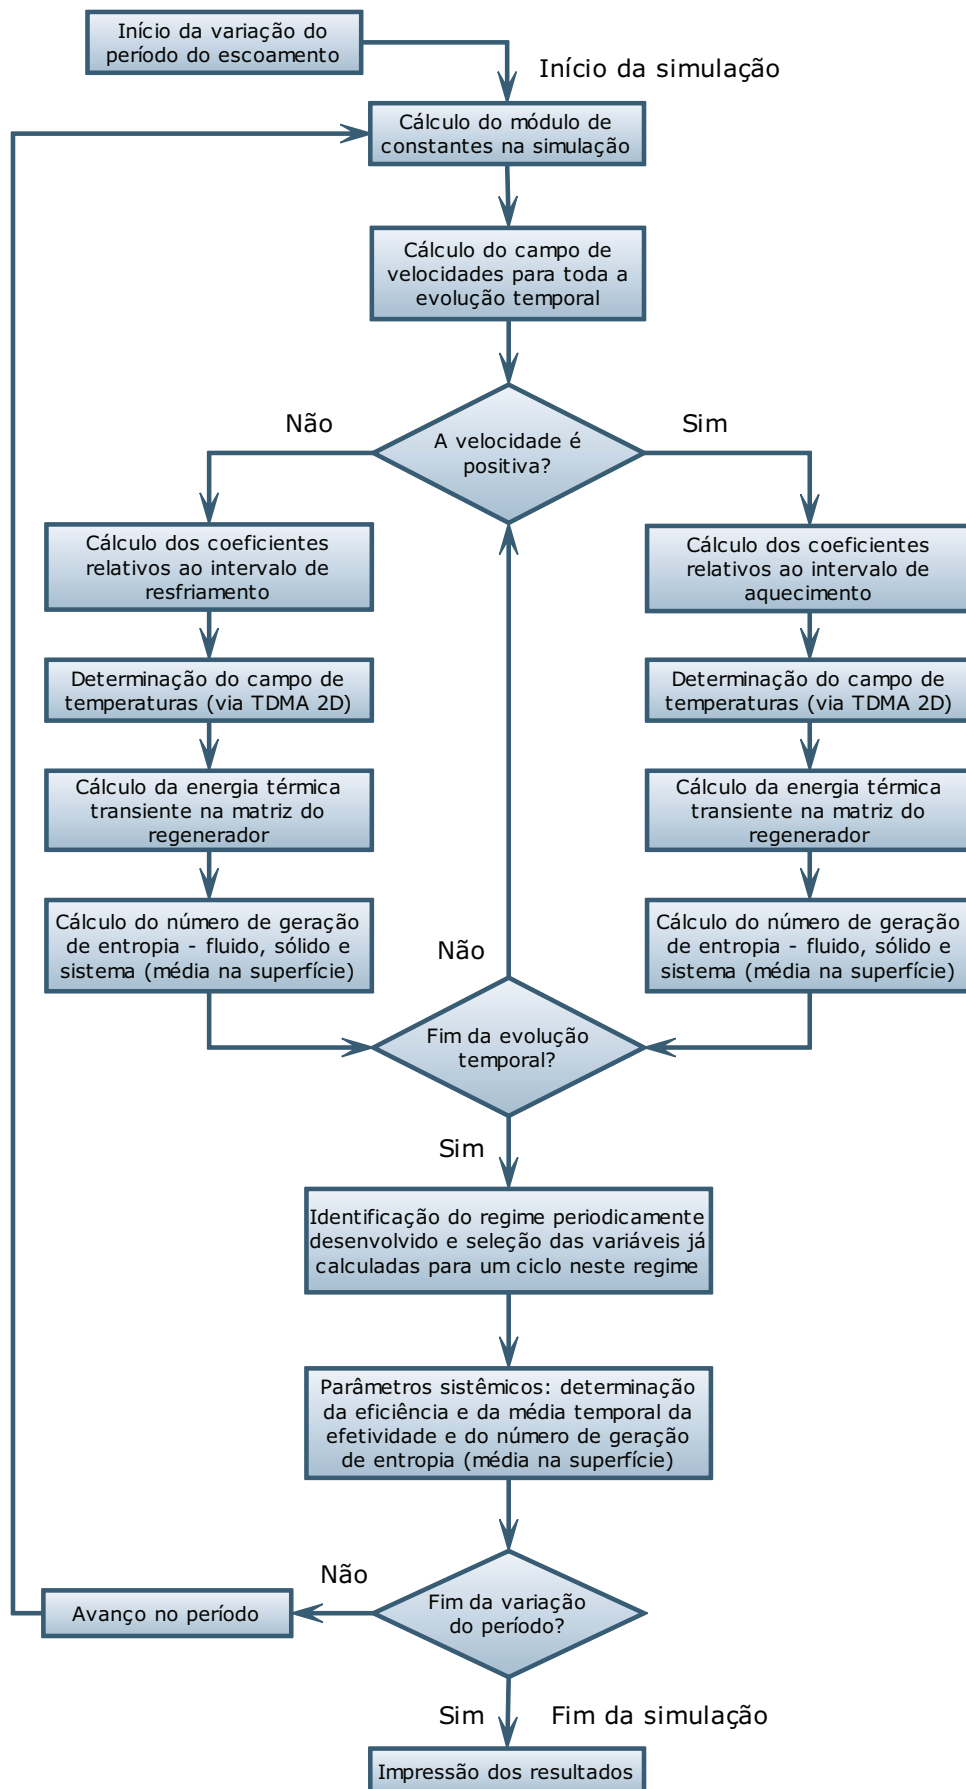 Início da variação do
período do escoamento
Início da simulação
Cálculo do módulo de
constantes na simulação
Cálculo do campo de
velocidades para toda a
evolução temporal
Não
Sim
A velocidade é
positiva?
Cálculo dos coeficientes
relativos ao intervalo de
resfriamento
Cálculo dos coeficientes
relativos ao intervalo de
aquecimento
Determinação do campo de
temperaturas (via TDMA 2D)
Determinação do campo de
temperaturas (via TDMA 2D)
Cálculo da energia térmica
transiente na matriz do
regenerador
Cálculo da energia térmica
transiente na matriz do
regenerador
Cálculo do número de geração
de entropia - fluido, sólido e
sistema (média na superfície)
Cálculo do número de geração
de entropia - fluido, sólido e
sistema (média na superfície)
Não
Fim da evolução
temporal?
Sim
Identificação do regime periodicamente
desenvolvido e seleção das variáveis já
calculadas para um ciclo neste regime
Parâmetros sistêmicos: determinação
da eficiência e da média temporal da
efetividade e do número de geração
de entropia (média na superfície)
Não
Avanço no período
Fim da variação
do período?
Sim
Fim da simulação
Impressão dos resultados